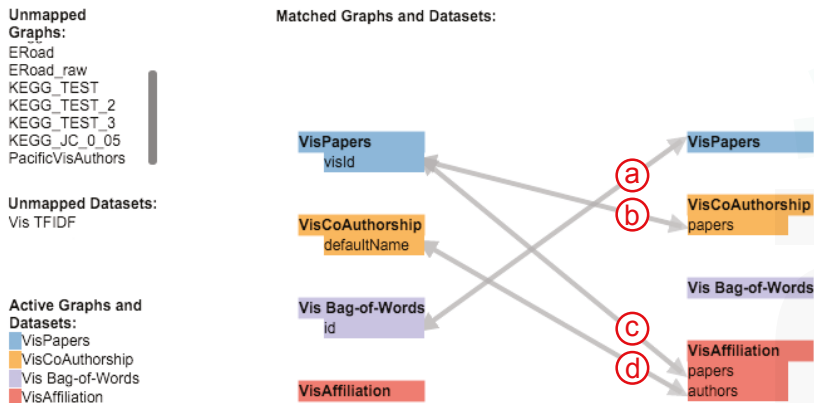 Unmapped
Graphs:
ERoad
ERoad_raw
KEGG_TEST
KEGG_TEST_2
KEGG_TEST_3
KEGG_JC_0_05
PacificVisAuthors
Unmapped Datasets:
Vis TFIDF
Active Graphs and
Datasets:
VisPapers
VisCoAuthorship
Vis Bag-of-Words
VisAffiliation
Matched Graphs and Datasets:
VisPapers
visId
VisCoAuthorship
defaultName
Vis Bag-of-Words
id
VisAffiliation
a
b
c
d
VisPapers
VisCoAuthorship
papers
Vis Bag-of-Words
VisAffiliation
papers
authors